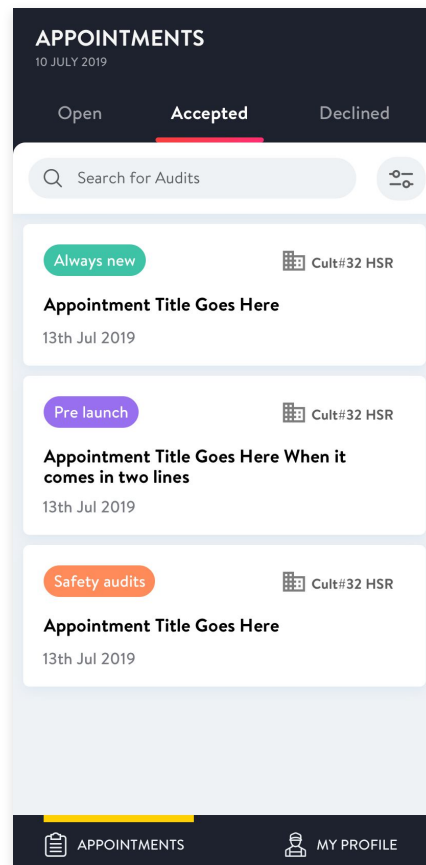 APPOINTMENTS
10 JULY 2019
Open Accepted Declined
Search for Audits
Always new Cult#32 HSR
Appointment Title Goes Here
13th Jul 2019
Pre launch Cult#32 HSR
Appointment Title Goes Here When it
comes in two lines
13th Jul 2019
Safety audits Cult#32 HSR
Appointment Title Goes Here
13th Jul 2019
APPOINTMENTS MY PROFILE